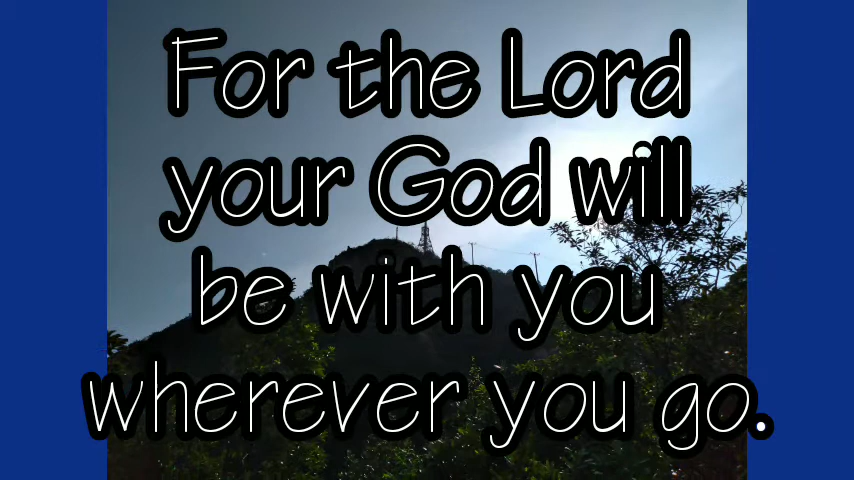 For the Lord
your God will
be with you
wherever you go.